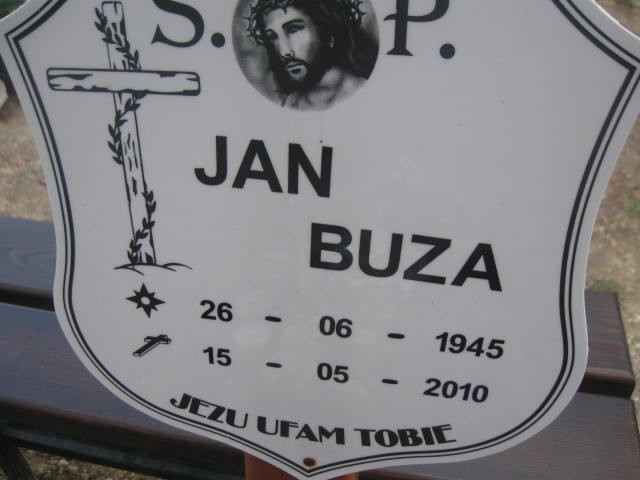 S. P.
JAN
BUZA
26 - 06 - 1945
15 - 05 - 2010
JEZU UFAM TOBIE